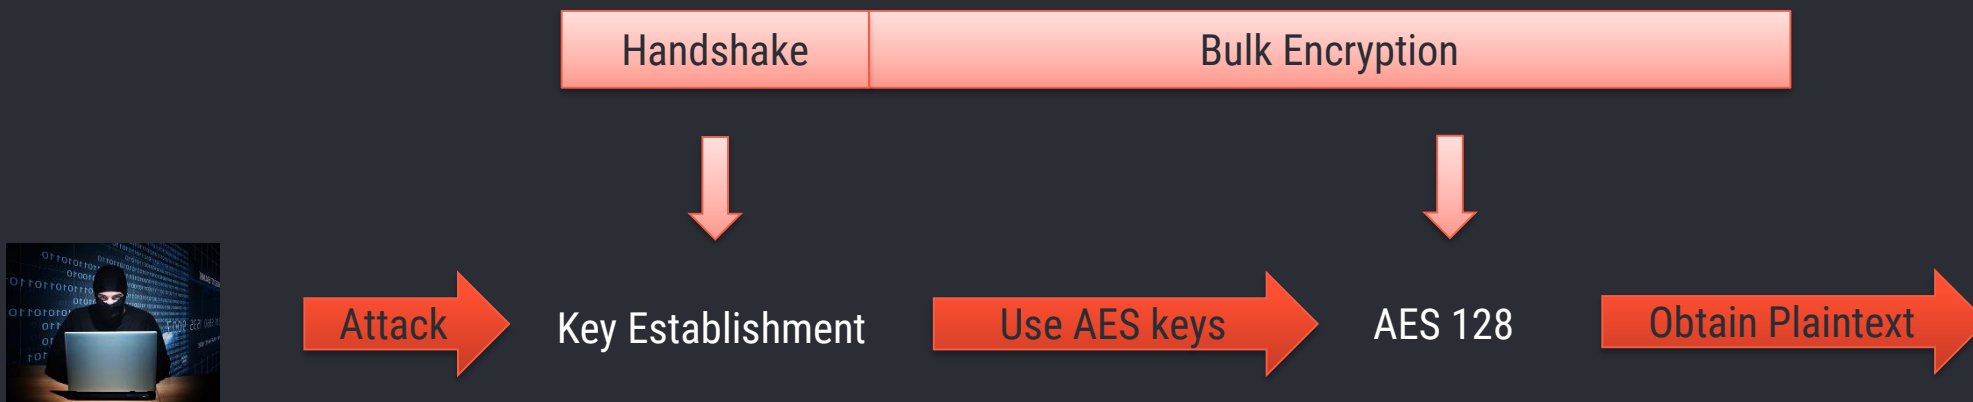 Handshake
Bulk Encryption
Attack
Key Establishment
Use AES keys
AES 128
Obtain Plaintext